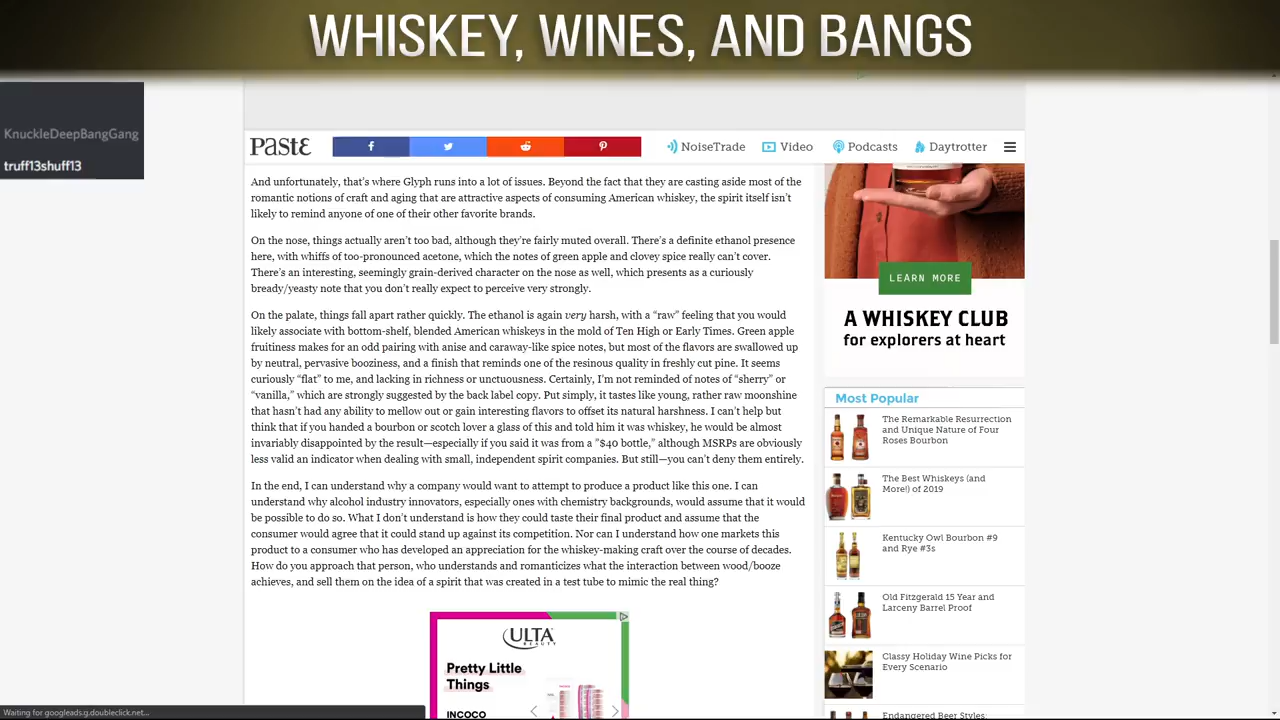 WHISKEY, WINES, AND BANGS
KnuckleDeepBangGang
truff13shuff13
Paste
NoiseTrade
Video
Podcasts
Daytrotter
And unfortunately, that's where Glyph runs into a lot of issues. Beyond the fact that they are casting aside most of the
romantic notions of craft and aging that are attractive aspects of consuming American whiskey, the spirit itself isn't
likely to remind anyone of one of their other favorite brands.
On the nose, things actually aren't too bad, although they're fairly muted overall. There's a definite ethanol presence
here, with whiffs of too-pronounced acetone, which the notes of green apple and clovey spice really can't cover.
There's an interesting, seemingly grain-derived character on the nose as well, which presents as a curiously
bready/yeasty note that you don't really expect to perceive very strongly.
On the palate, things fall apart rather quickly. The ethanol is again very harsh, with a "raw" feeling that you would
likely associate with bottom-shelf, blended American whiskeys in the mold of Ten High or Early Times. Green apple
fruitiness makes for an odd pairing with anise and caraway-like spice notes, but most of the flavors are swallowed up
by neutral, pervasive booziness, and a finish that reminds one of the resinous quality in freshly cut pine. It seems
curiously "flat" to me, and lacking in richness or unctuousness. Certainly, I'm not reminded of notes of "sherry" or
"vanilla," which are strongly suggested by the back label copy. Put simply, it tastes like young, rather raw moonshine
that hasn't had any ability to mellow out or gain interesting flavors to offset its natural harshness. I can't help but
think that if you handed a bourbon or scotch lover a glass of this and told him it was whiskey, he would be almost
invariably disappointed by the result—especially if you said it was from a "$40 bottle," although MSRPs are obviously
less valid an indicator when dealing with small, independent spirit companies. But still—you can't deny them entirely.
In the end, I can understand why a company would want to attempt to produce a product like this one. I can
understand why alcohol industry innovators, especially ones with chemistry backgrounds, would assume that it would
be possible to do so. What I don't understand is how they could taste their final product and assume that the
consumer would agree that it could stand up against its competition. Nor can I understand how one markets this
product to a consumer who has developed an appreciation for the whiskey-making craft over the course of decades.
How do you approach that person, who understands and romanticizes what the interaction between wood/booze
achieves, and sell them on the idea of a spirit that was created in a test tube to mimic the real thing?
LEARN MORE
A WHISKEY CLUB
for explorers at heart
Most Popular
The Remarkable Resurrection
and Unique Nature of Four
Roses Bourbon
The Best Whiskeys (and
More!) of 2019
Kentucky Owl Bourbon #9
and Rye #3s
Old Fitzgerald 15 Year and
Larceny Barrel Proof
Classy Holiday Wine Picks for
Every Scenario
Endangered Beer Styles:
ULTA
BEAUTY
Pretty Little
Things
INCOCO
Waiting for googleads.g.doubleclick.net...